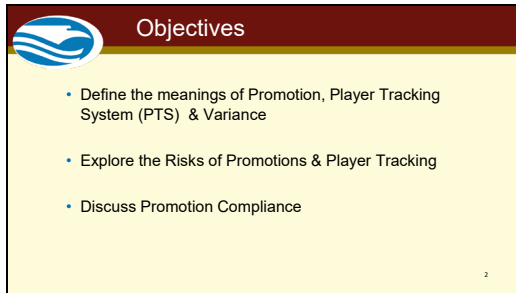 Objectives
• Define the meanings of Promotion, Player Tracking
System (PTS) & Variance
• Explore the Risks of Promotions & Player Tracking
• Discuss Promotion Compliance
2